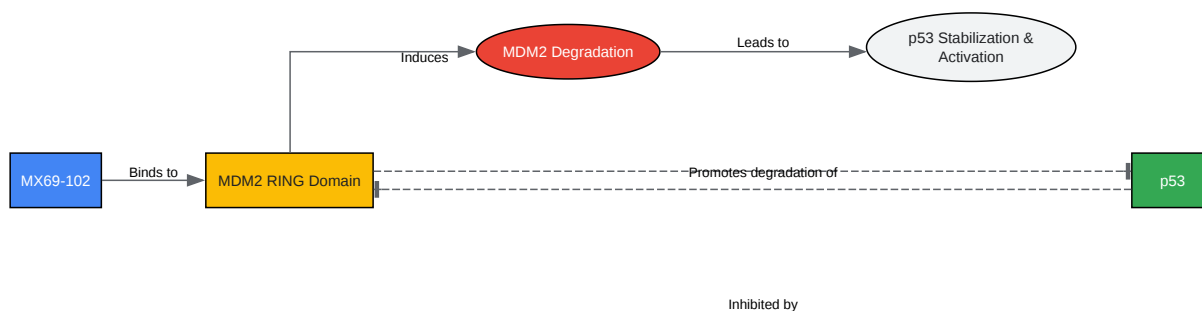 Induces
MDM2 Degradation
Leads to
p53 Stabilization &
Activation
MX69-102
Binds to
MDM2 RING Domain
Promotes degradation of
p53
Inhibited by